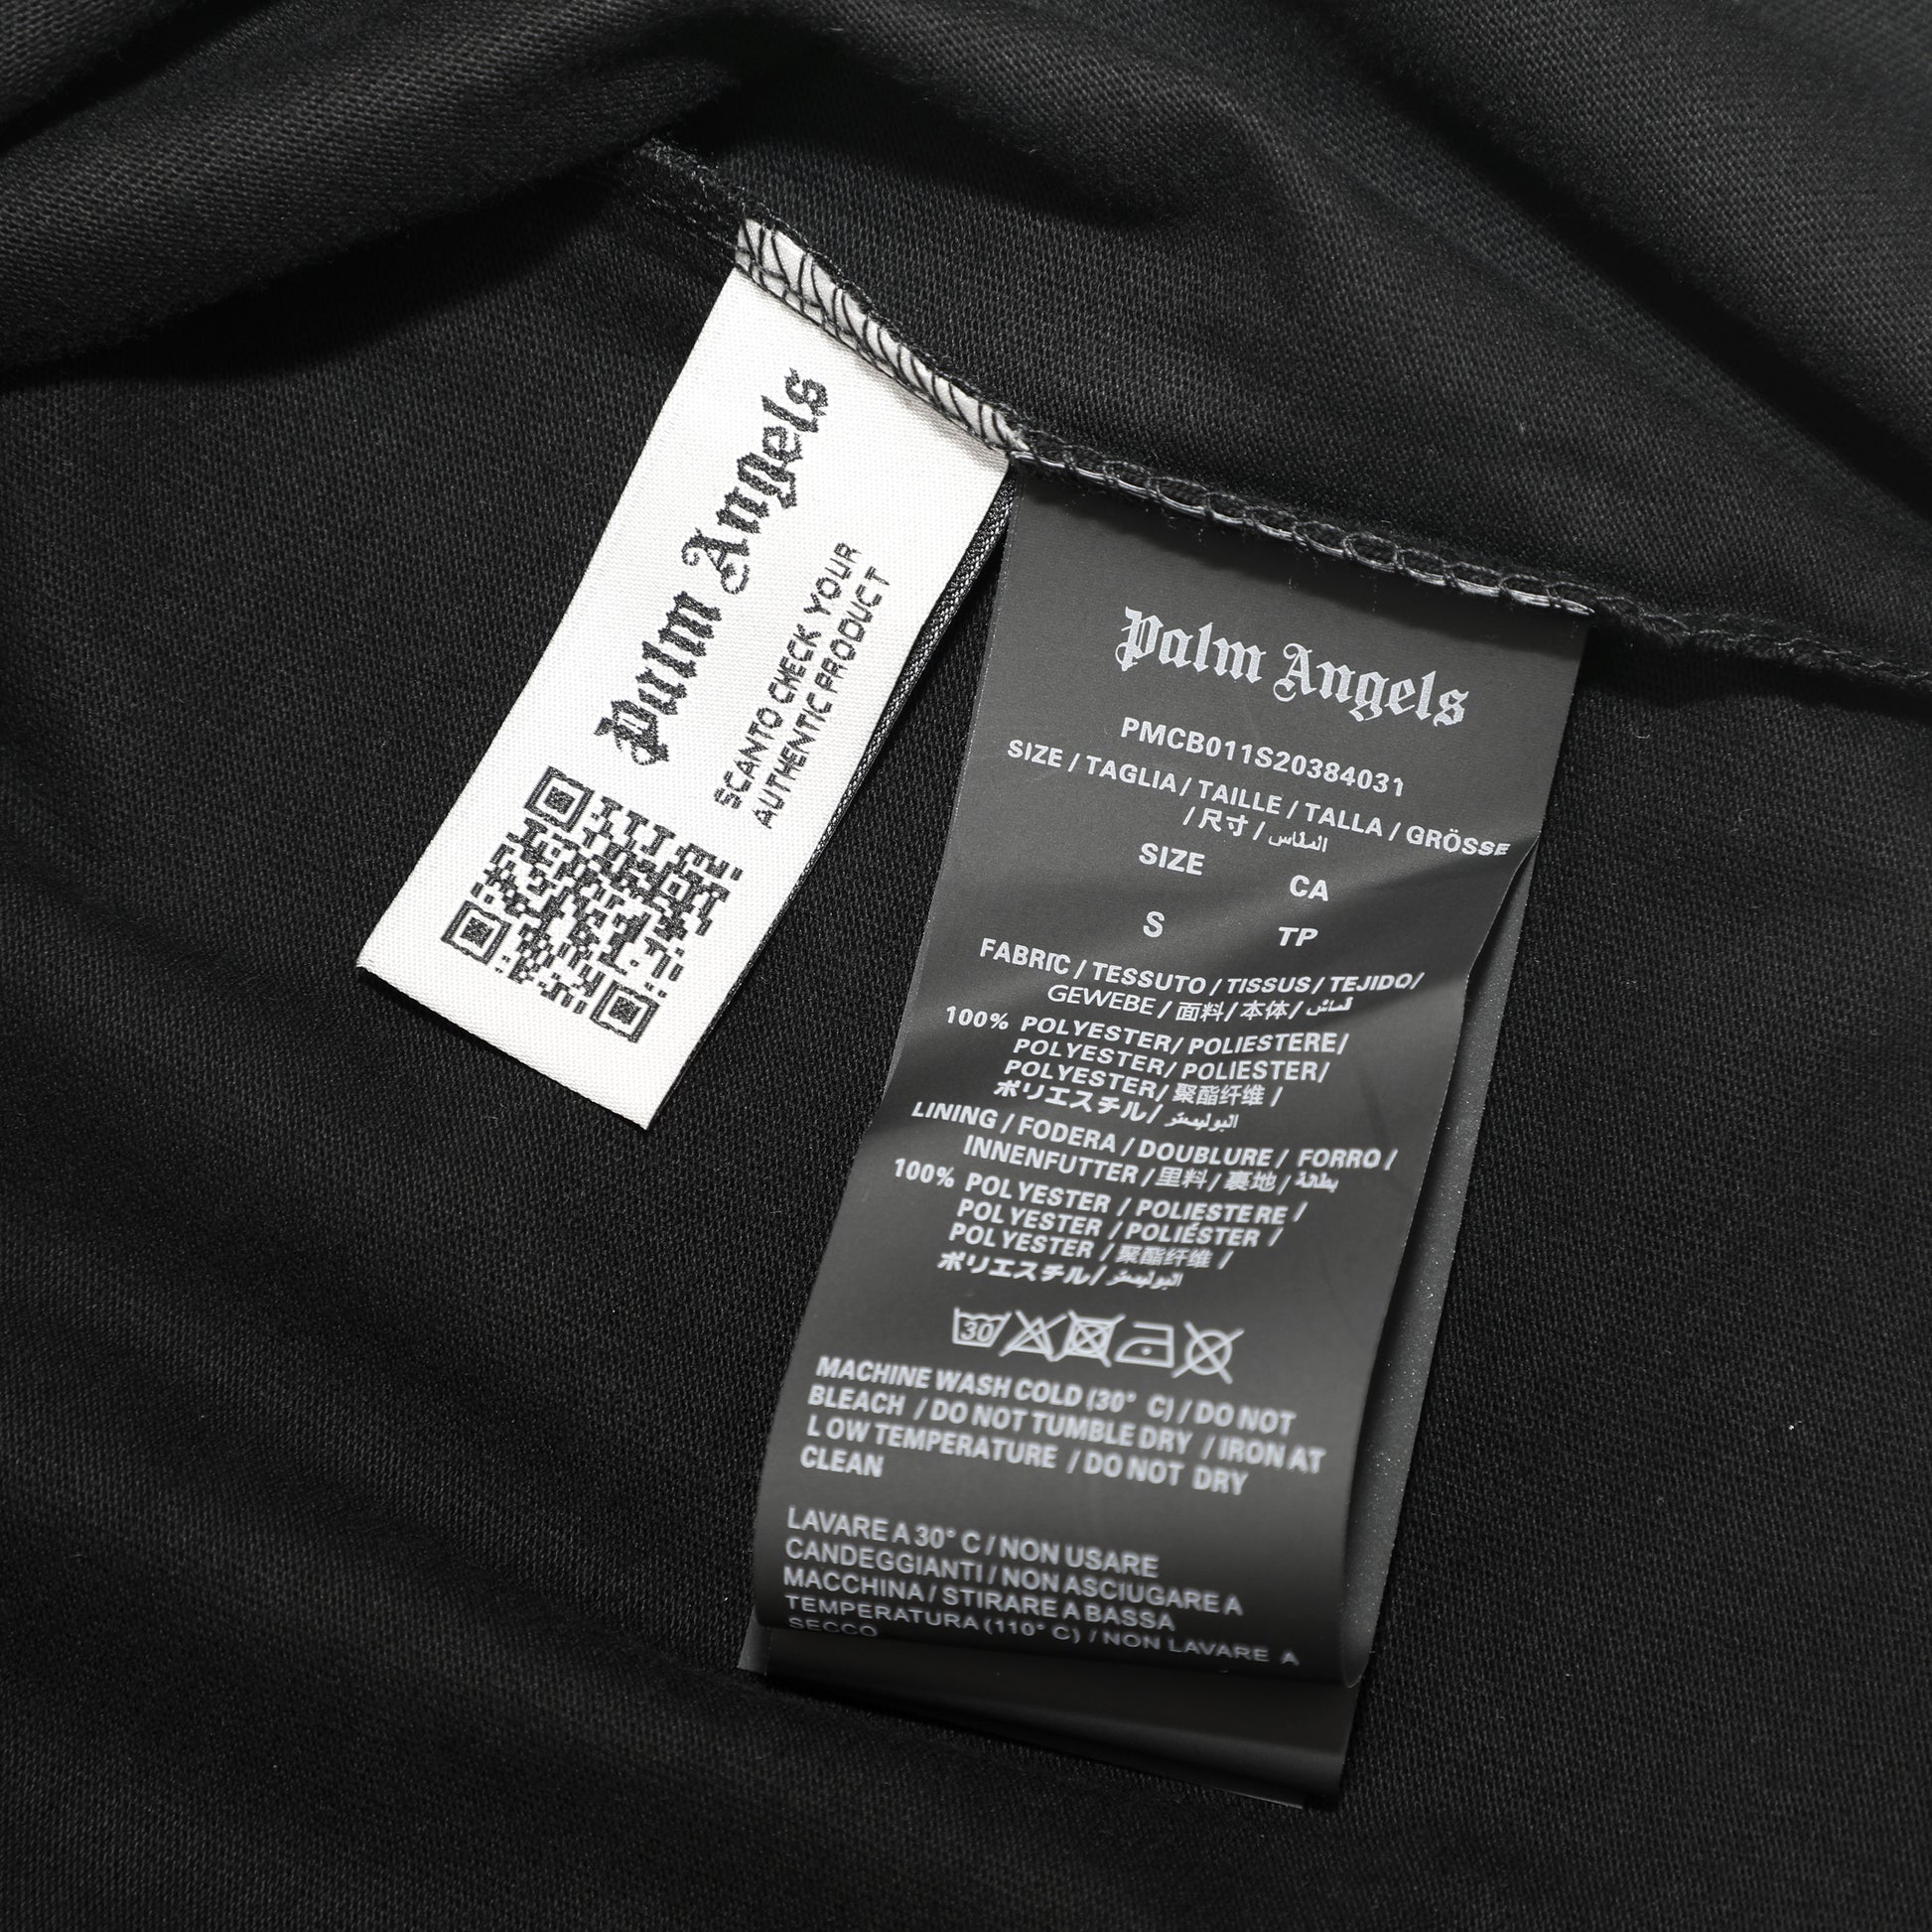 Palm Angels
SCAN TO CHECK YOUR
AUTHENTIC PRODUCT
Palm Angels
PMCB011S20384031
SIZE / TAGLIA / TAILLE / TALLA / GRÖSSE
/ 尺寸 / المقاس
SIZE CA
S TP
FABRIC / TESSUTO / TISSUS / TEJIDO/
GEWEBE / 面料 / 本体 / قماش
100% POLYESTER/ POLIESTERE/
POLYESTER/ POLIESTER/
POLYESTER/ 聚酯纤维 /
ポリエステル/ البوليستر
LINING / FODERA / DOUBLURE / FORRO /
INNENFUTTER / 里料 / 裏地 / بطانة
100% POLYESTER / POLIESTERE /
POLYESTER / POLIÉSTER /
POLYESTER / 聚酯纤维 /
ポリエステル/ البوليستر
30
MACHINE WASH COLD (30° C) / DO NOT
BLEACH / DO NOT TUMBLE DRY / IRON AT
LOW TEMPERATURE / DO NOT DRY
CLEAN
LAVARE A 30° C / NON USARE
CANDEGGIANTI / NON ASCIUGARE A
MACCHINA / STIRARE A BASSA
TEMPERATURA (110° C) / NON LAVARE A
SECCO